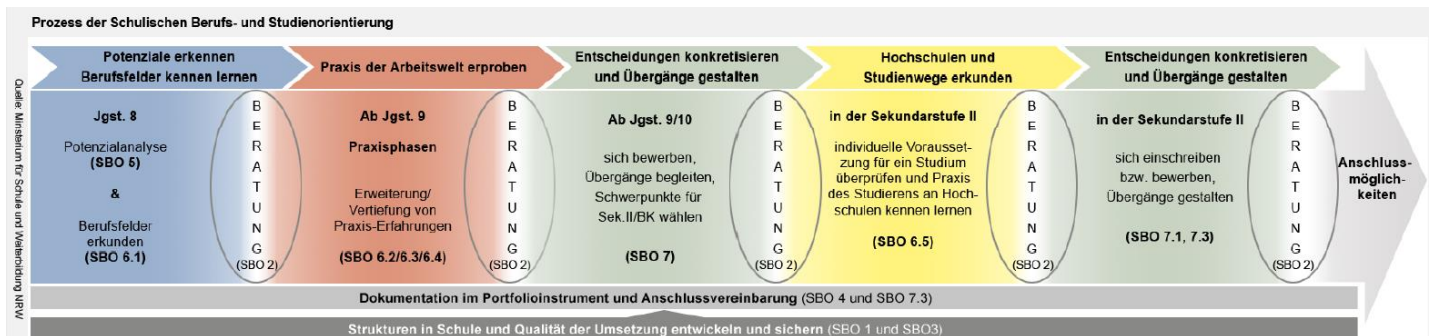 Prozess der Schulischen Berufs- und Studienorientierung
Potenziale erkennen
Berufsfelder kennen lernen
Praxis der Arbeitswelt erproben
Entscheidungen konkretisieren
und Übergänge gestalten
Hochschulen und
Studienwege erkunden
Entscheidungen konkretisieren
und Übergänge gestalten
Jgst. 8
Potenzialanalyse
(SBO 5)
&
Berufsfelder
erkunden
(SBO 6.1)
BERATUNG
(SBO 2)
Ab Jgst. 9
Praxisphasen
Erweiterung/
Vertiefung von
Praxis-Erfahrungen
(SBO 6.2/6.3/6.4)
BERATUNG
(SBO 2)
Ab Jgst. 9/10
sich bewerben,
Übergänge begleiten,
Schwerpunkte für
Sek.II/BK wählen
(SBO 7)
BERATUNG
(SBO 2)
in der Sekundarstufe II
individuelle Vorausset-
zung für ein Studium
überprüfen und Praxis
des Studierens an Hoch-
schulen kennen lernen
(SBO 6.5)
BERATUNG
(SBO 2)
in der Sekundarstufe II
sich einschreiben
bzw. bewerben,
Übergänge gestalten
(SBO 7.1, 7.3)
BERATUNG
(SBO 2)
Anschluss-
möglich-
keiten
Dokumentation im Portfolioinstrument und Anschlussvereinbarung (SBO 4 und SBO 7.3)
Strukturen in Schule und Qualität der Umsetzung entwickeln und sichern (SBO 1 und SBO3)
Quelle: Ministerium für Schule und Weiterbildung NRW